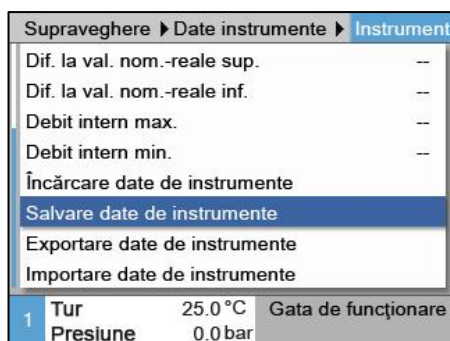 Supraveghere ▶ Date instrumente ▶ Instrument
Dif. la val. nom.-reale sup. --
Dif. la val. nom.-reale inf. --
Debit intern max. --
Debit intern min. --
Încărcare date de instrumente
Salvare date de instrumente
Exportare date de instrumente
Importare date de instrumente
1 Tur 25.0 °C Gata de funcţionare
Presiune 0.0 bar